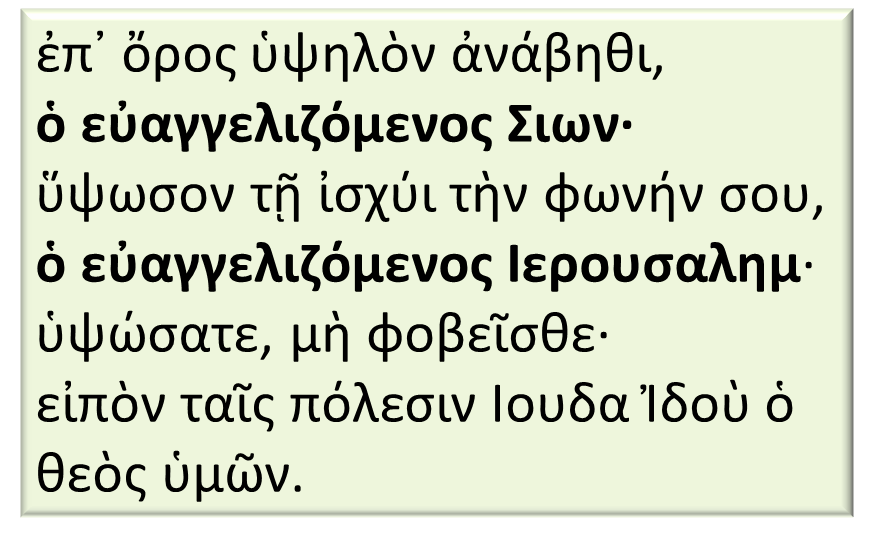 ἐπ᾿ ὄρος ὑψηλὸν ἀνάβηθι,
ὁ εὐαγγελιζόμενος Σιων·
ὕψωσον τῇ ἰσχύι τὴν φωνήν σου,
ὁ εὐαγγελιζόμενος Ιερουσαλημ·
ὑψώσατε, μὴ φοβεῖσθε·
εἰπὸν ταῖς πόλεσιν Ιουδα Ἰδοὺ ὁ
θεὸς ὑμῶν.